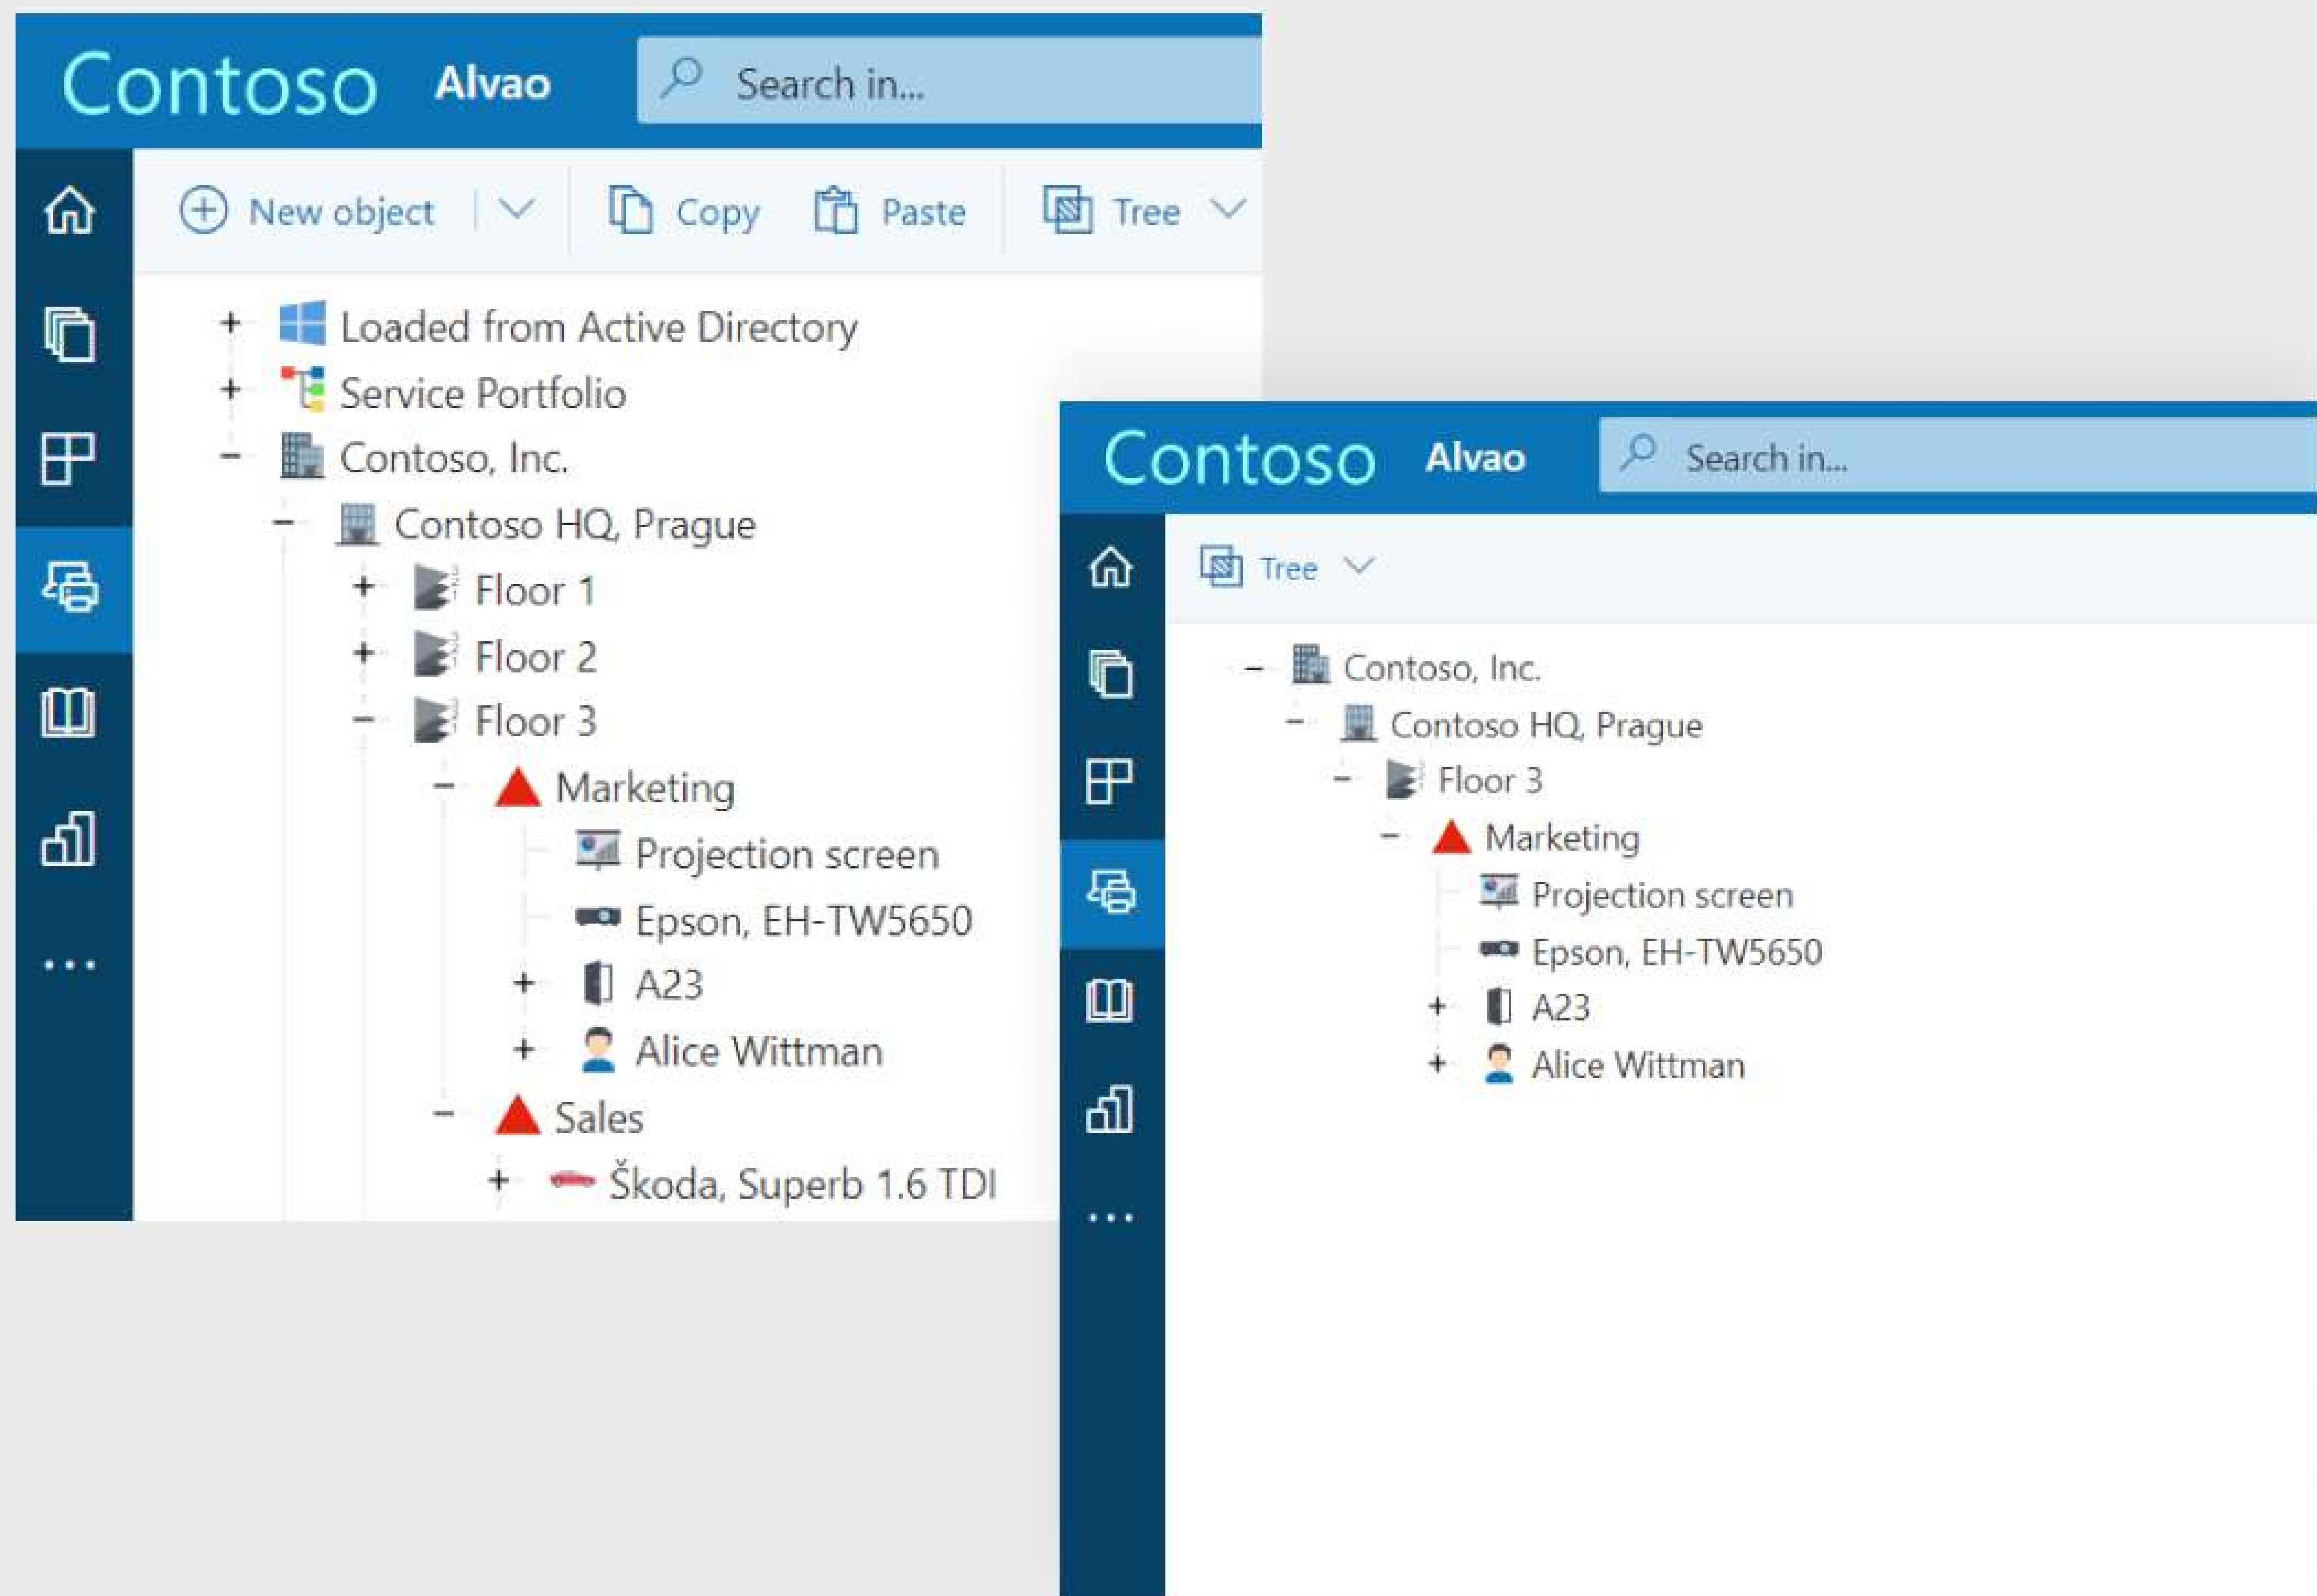 Contoso Alvao Search in...
New object Copy Paste Tree
Loaded from Active Directory
Service Portfolio
Contoso, Inc.
Contoso HQ, Prague
Floor 1
Floor 2
Floor 3
Marketing
Projection screen
Epson, EH-TW5650
A23
Alice Wittman
Sales
Škoda, Superb 1.6 TDI
Contoso Alvao Search in...
Tree
Contoso, Inc.
Contoso HQ, Prague
Floor 3
Marketing
Projection screen
Epson, EH-TW5650
A23
Alice Wittman